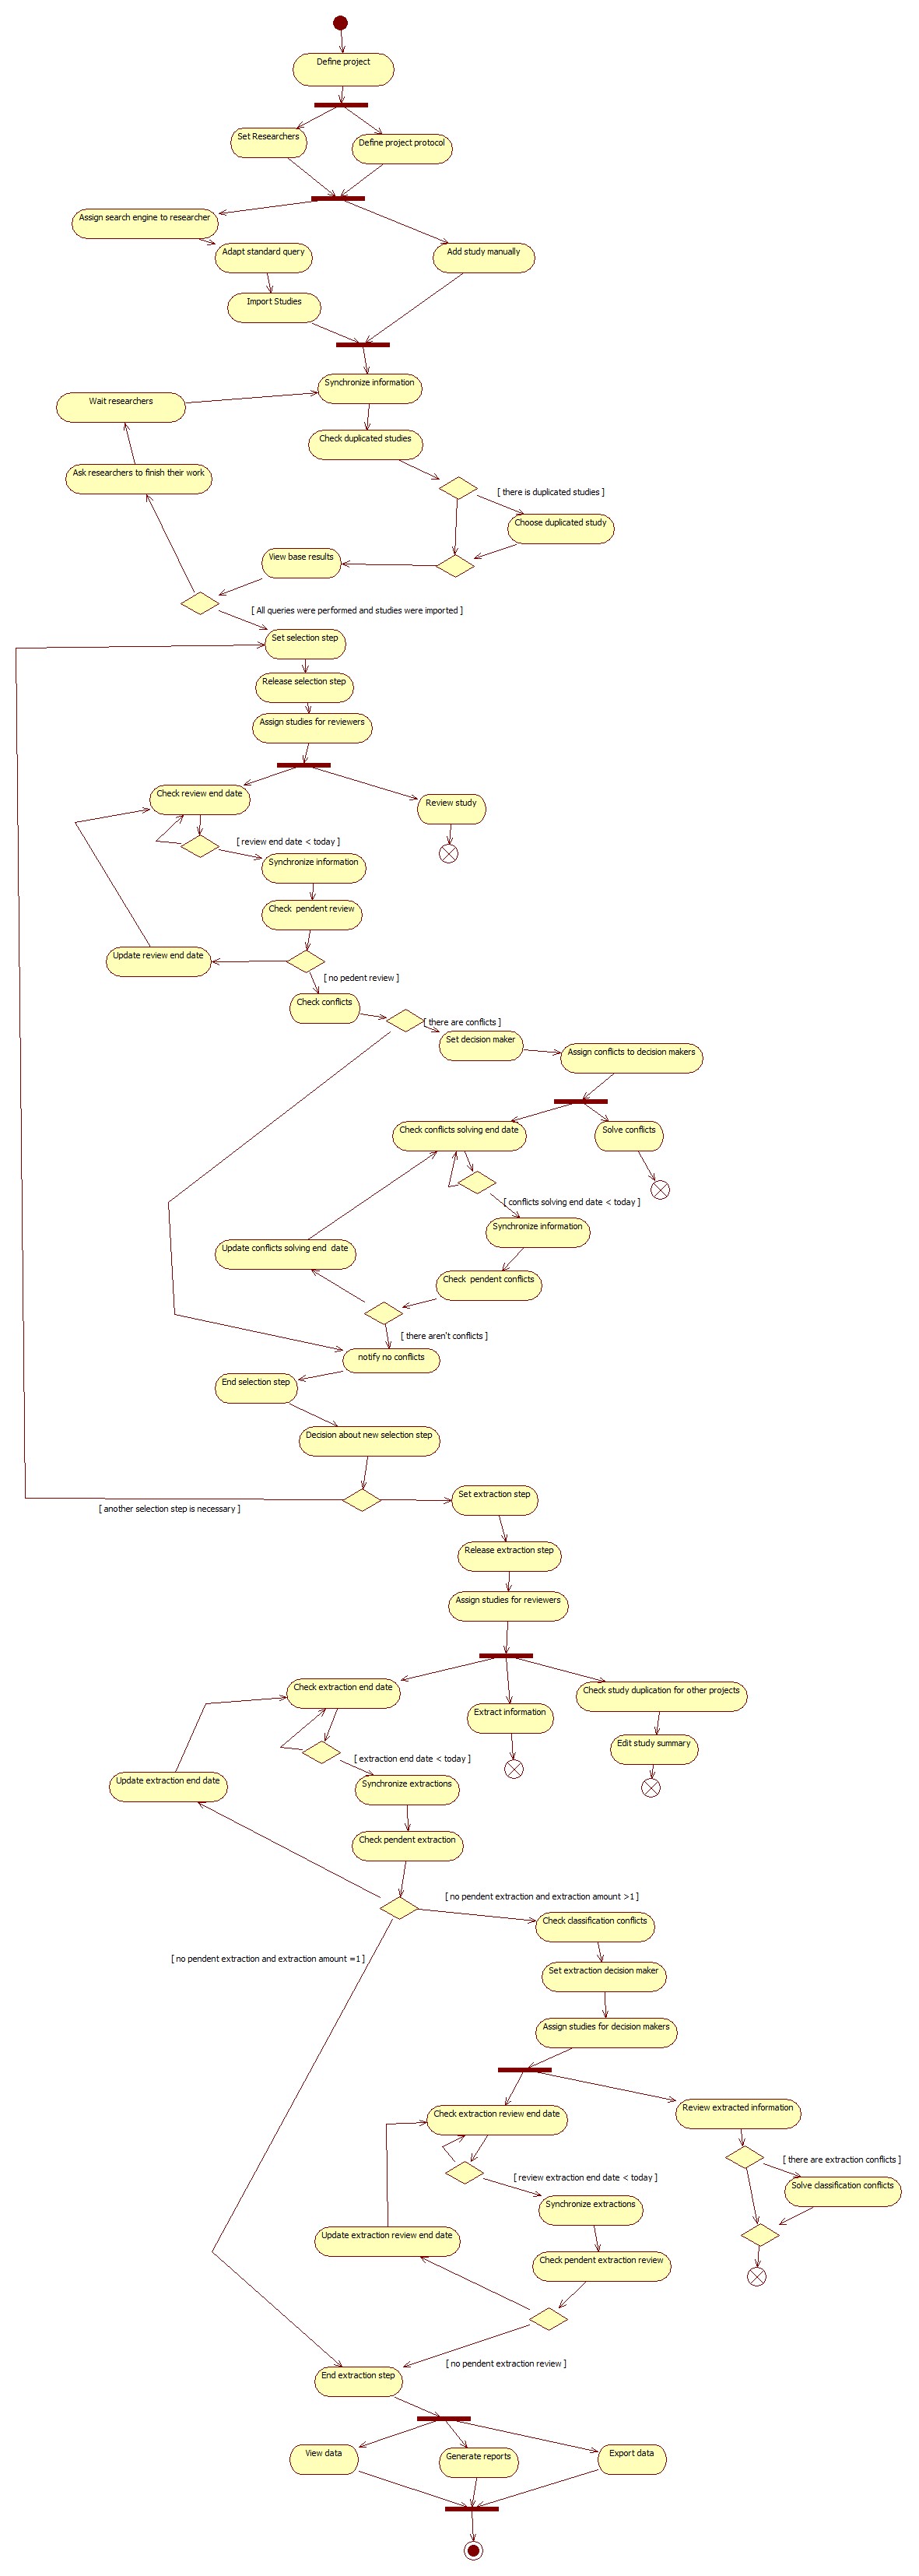 Define project
Set Researchers
Define project protocol
Assign search engine to researcher
Adapt standard query
Add study manually
Import Studies
Synchronize information
Wait researchers
Check duplicated studies
Ask researchers to finish their work
[ there is duplicated studies ]
Choose duplicated study
View base results
[ All queries were performed and studies were imported ]
Set selection step
Release selection step
Assign studies for reviewers
Check review end date
Review study
[ review end date < today ]
Synchronize information
Check  pendent review
Update review end date
[ no pedent review ]
Check conflicts
[ there are conflicts ]
Set decision maker
Assign conflicts to decision makers
Check conflicts solving end date
Solve conflicts
[ conflicts solving end date < today ]
Synchronize information
Update conflicts solving end  date
Check  pendent conflicts
[ there aren't conflicts ]
notify no conflicts
End selection step
Decision about new selection step
Set extraction step
[ another selection step is necessary ]
Release extraction step
Assign studies for reviewers
Check extraction end date
Check study duplication for other projects
Extract information
Edit study summary
[ extraction end date < today ]
Update extraction end date
Synchronize extractions
Check pendent extraction
[ no pendent extraction and extraction amount >1 ]
Check classification conflicts
[ no pendent extraction and extraction amount =1 ]
Set extraction decision maker
Assign studies for decision makers
Check extraction review end date
Review extracted information
[ there are extraction conflicts ]
[ review extraction end date < today ]
Solve classification conflicts
Synchronize extractions
Update extraction review end date
Check pendent extraction review
[ no pendent extraction review ]
End extraction step
View data
Generate reports
Export data